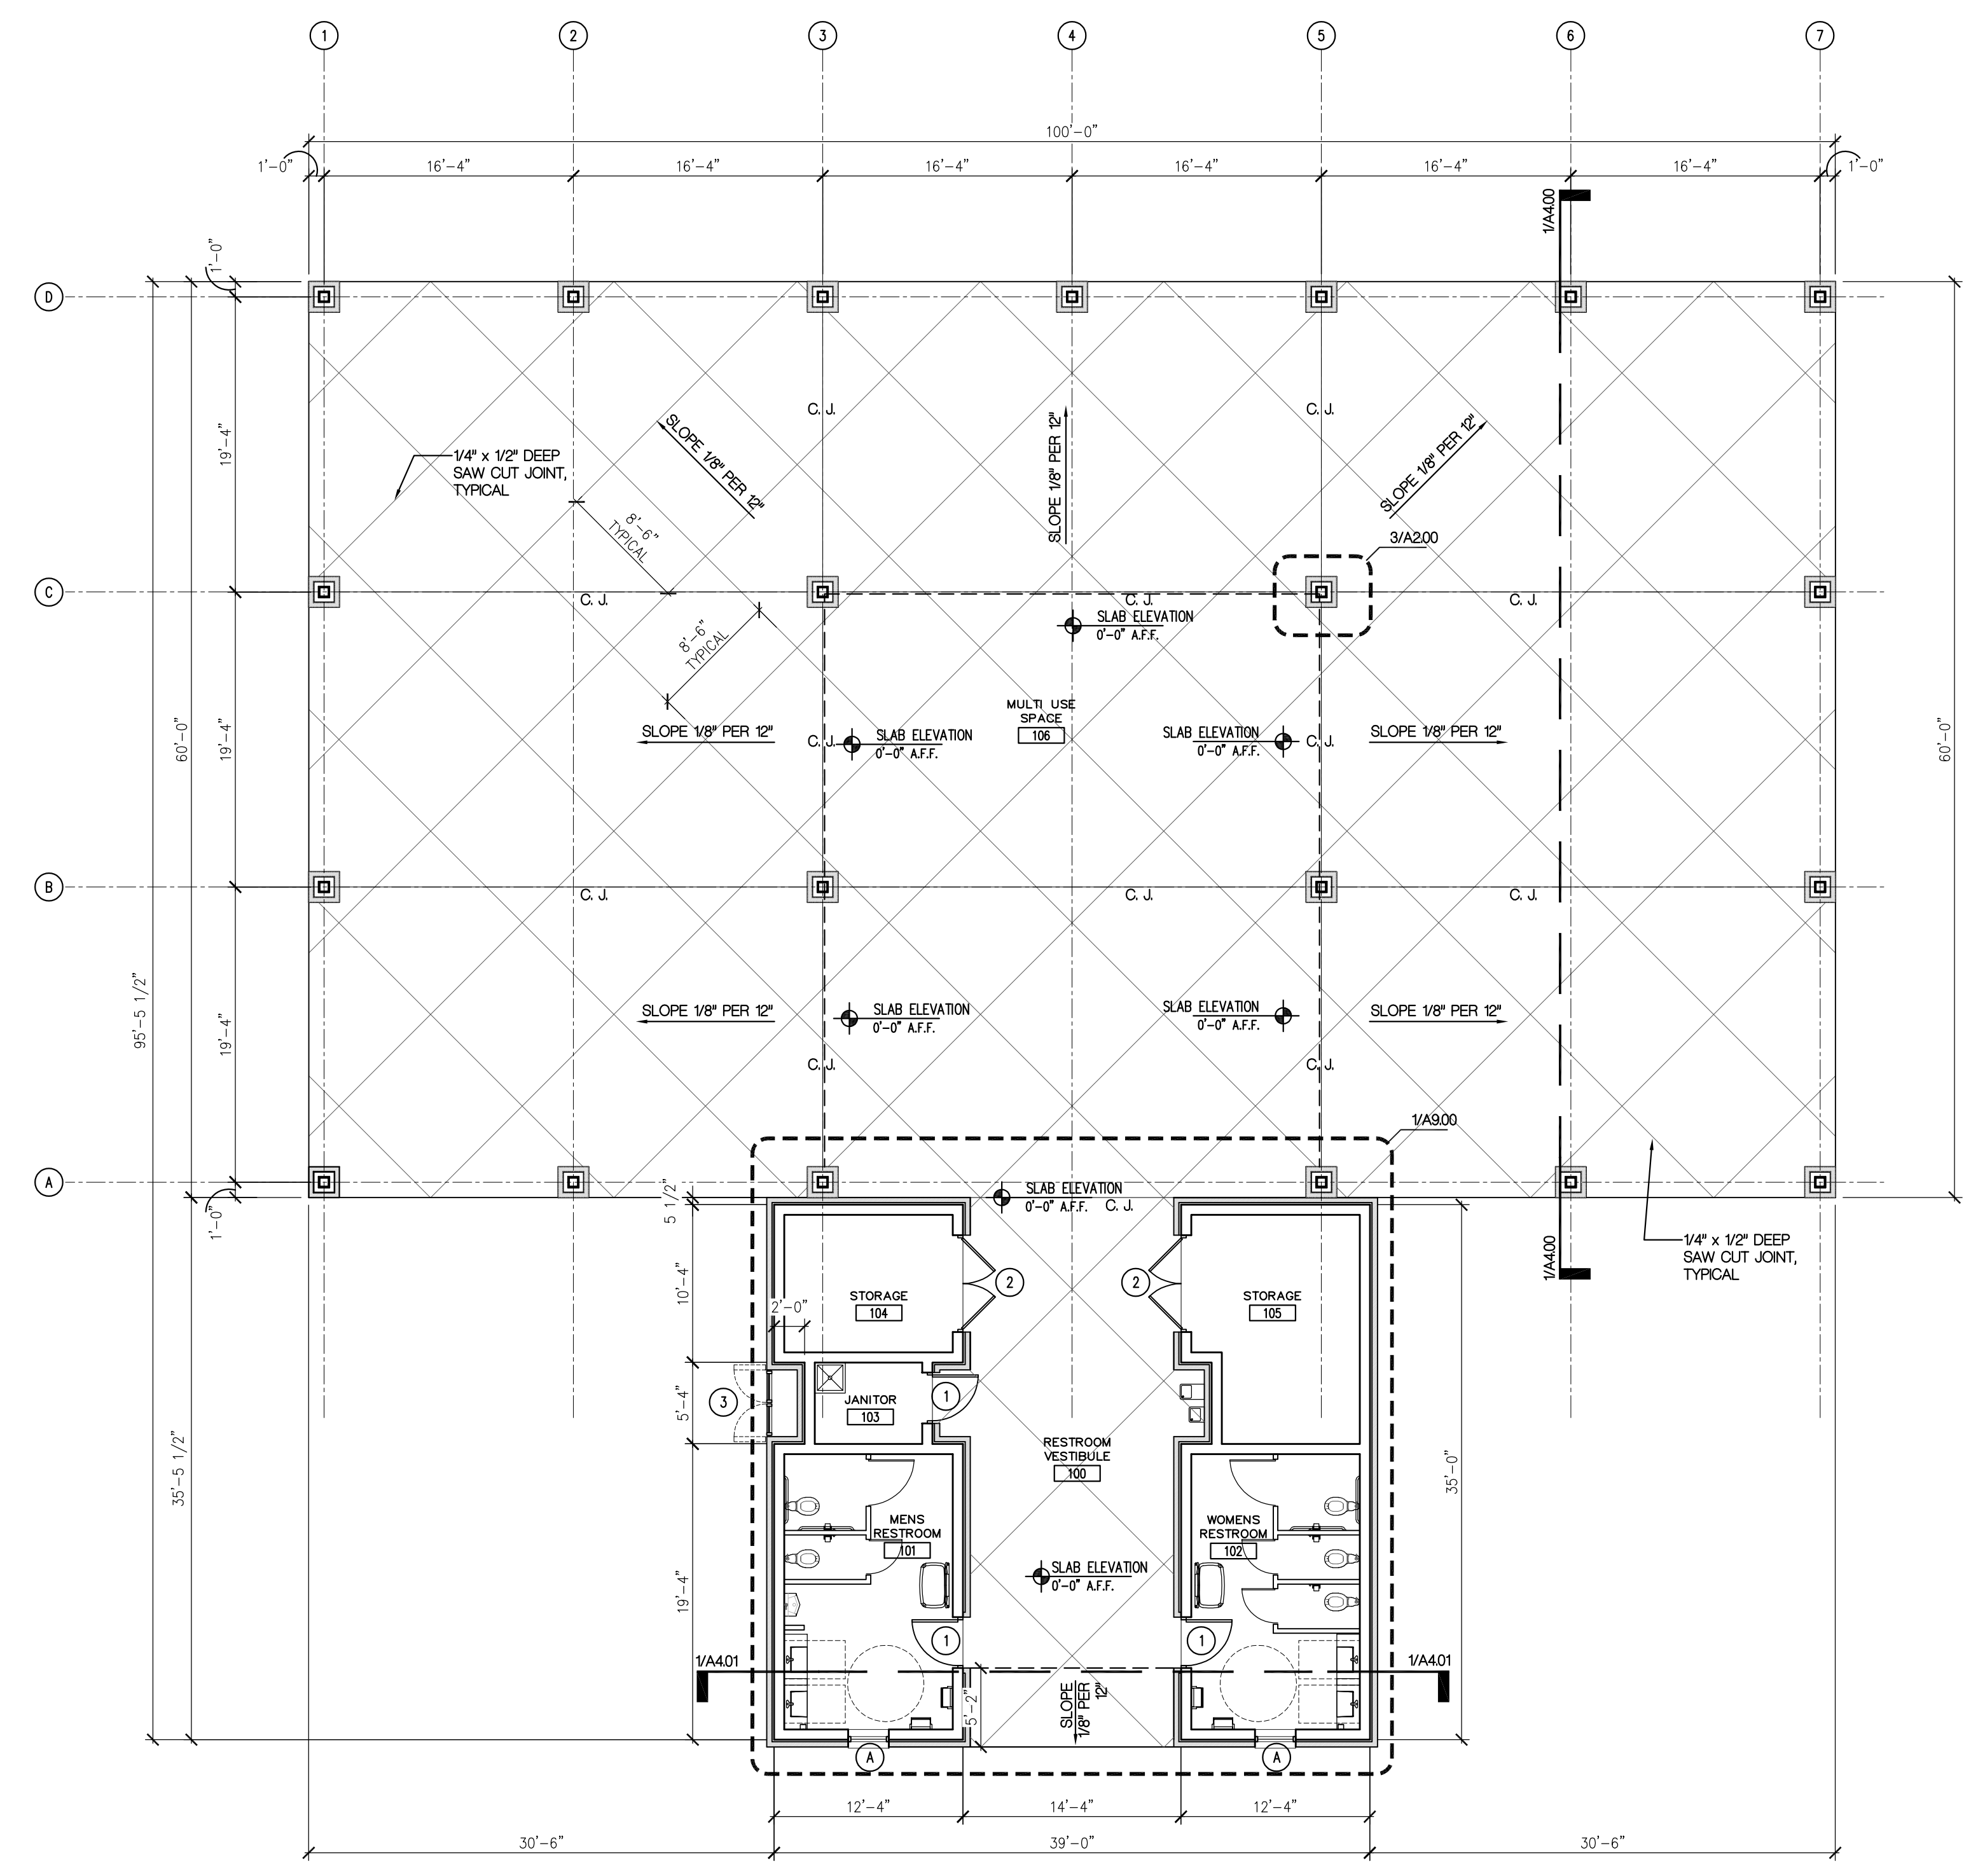 1 2 3 4 5 6 7
100'-0"
1'-0" 16'-4" 16'-4" 16'-4" 16'-4" 16'-4" 16'-4" 1'-0"
1/A4.00
1'-0"
D
C. J. C. J.
SLOPE 1/8" PER 12"
SLOPE 1/8" PER 12"
SLOPE 1/8" PER 12"
19'-4"
1/4" x 1/2" DEEP
SAW CUT JOINT,
TYPICAL
8'-6"
TYPICAL
3/A2.00
C
C. J. C. J. C. J.
SLAB ELEVATION
0'-0" A.F.F.
8'-6"
TYPICAL
MULTI USE
SPACE
106
SLOPE 1/8" PER 12"
C. J.
SLAB ELEVATION
0'-0" A.F.F.
SLAB ELEVATION
0'-0" A.F.F.
C. J.
SLOPE 1/8" PER 12"
19'-4"
60'-0"
60'-0"
B
C. J. C. J. C. J.
95'-5 1/2"
SLOPE 1/8" PER 12"
SLAB ELEVATION
0'-0" A.F.F.
SLAB ELEVATION
0'-0" A.F.F.
SLOPE 1/8" PER 12"
19'-4"
C. J. C. J.
1/A9.00
A
1'-0"
5 1/2"
SLAB ELEVATION
0'-0" A.F.F. C. J.
1/A4.00
1/4" x 1/2" DEEP
SAW CUT JOINT,
TYPICAL
10'-4"
2 2
STORAGE
104
STORAGE
105
2'-0"
5'-4"
3
JANITOR
103
1
RESTROOM
VESTIBULE
100
35'-5 1/2"
35'-0"
MENS
RESTROOM
101
WOMENS
RESTROOM
102
SLAB ELEVATION
0'-0" A.F.F.
19'-4"
1 1
1/A4.01 1/A4.01
SLOPE
1/8" PER
12"
5'-2"
A A
12'-4" 14'-4" 12'-4"
30'-6" 39'-0" 30'-6"